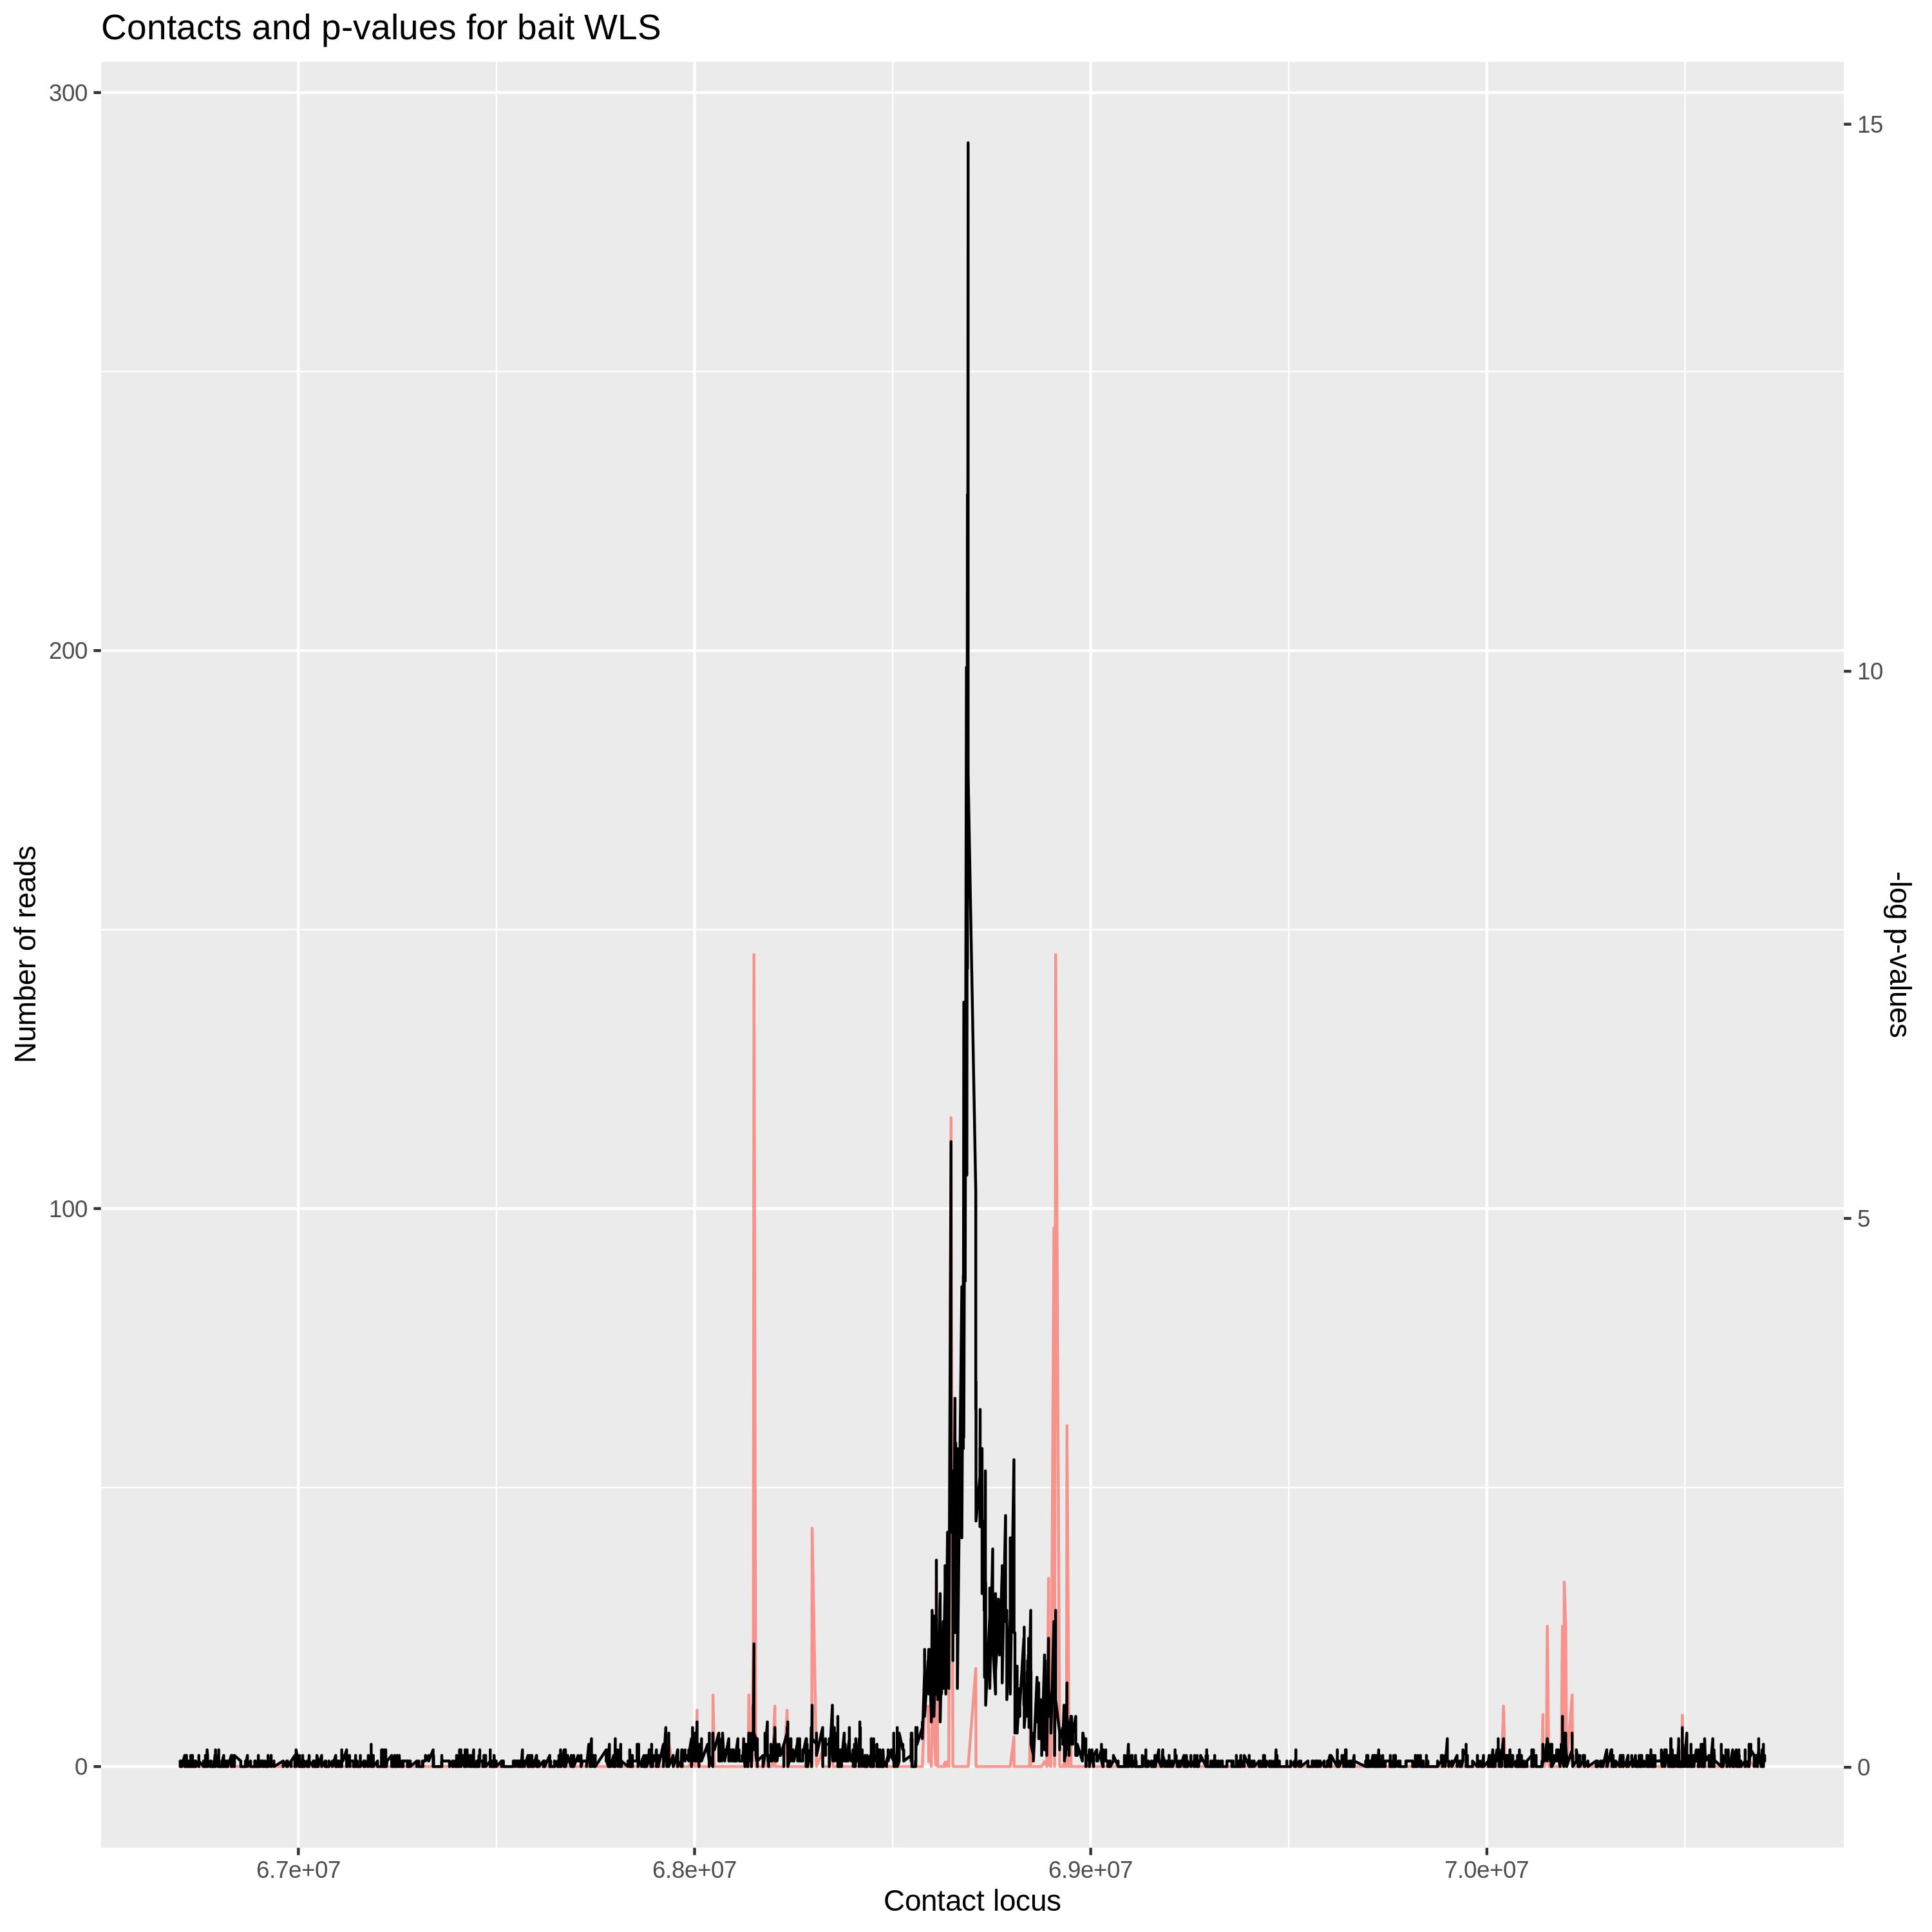 Contacts and p-values for bait WLS
300
200
100
0
Number of reads
15
10
5
0
-log p-values
6.7e+07
6.8e+07
6.9e+07
7.0e+07
Contact locus